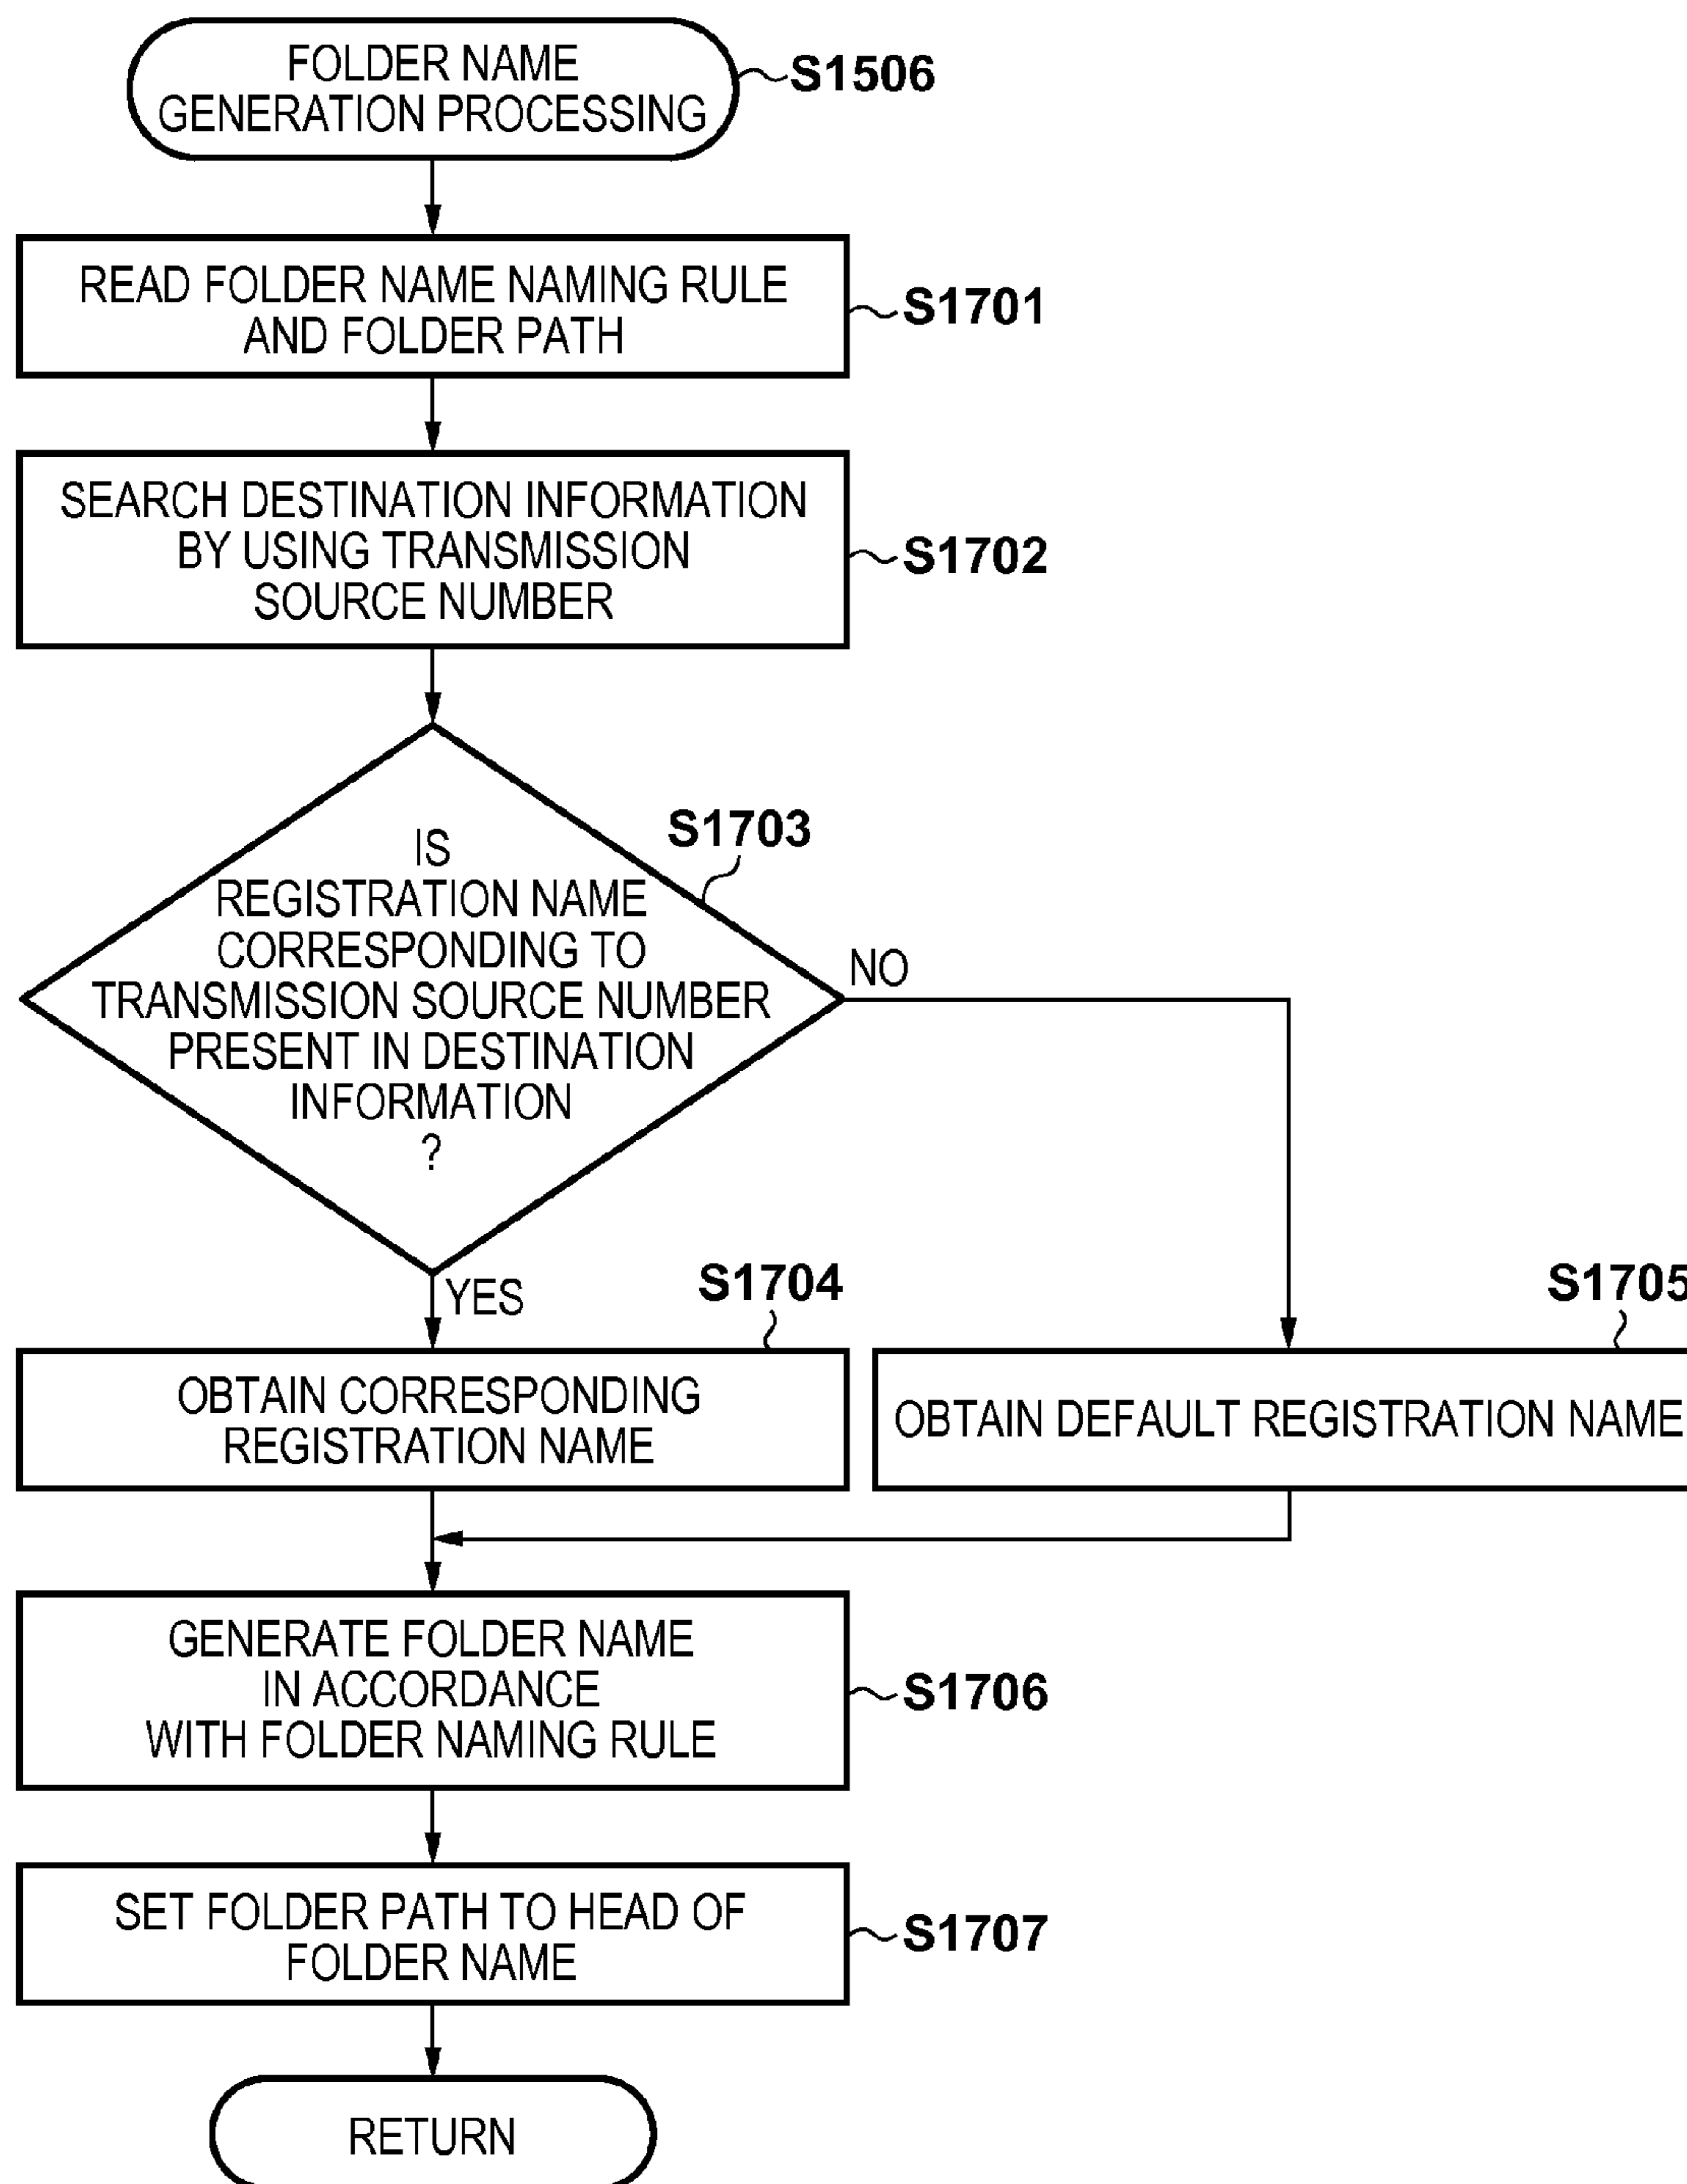 FOLDER NAME
GENERATION PROCESSING
S1506
READ FOLDER NAME NAMING RULE
AND FOLDER PATH
S1701
SEARCH DESTINATION INFORMATION
BY USING TRANSMISSION
SOURCE NUMBER
S1702
S1703
IS
REGISTRATION NAME
CORRESPONDING TO
TRANSMISSION SOURCE NUMBER
PRESENT IN DESTINATION
INFORMATION
?
NO
YES
S1704
OBTAIN CORRESPONDING
REGISTRATION NAME
S1705
OBTAIN DEFAULT REGISTRATION NAME
GENERATE FOLDER NAME
IN ACCORDANCE
WITH FOLDER NAMING RULE
S1706
SET FOLDER PATH TO HEAD OF
FOLDER NAME
S1707
RETURN